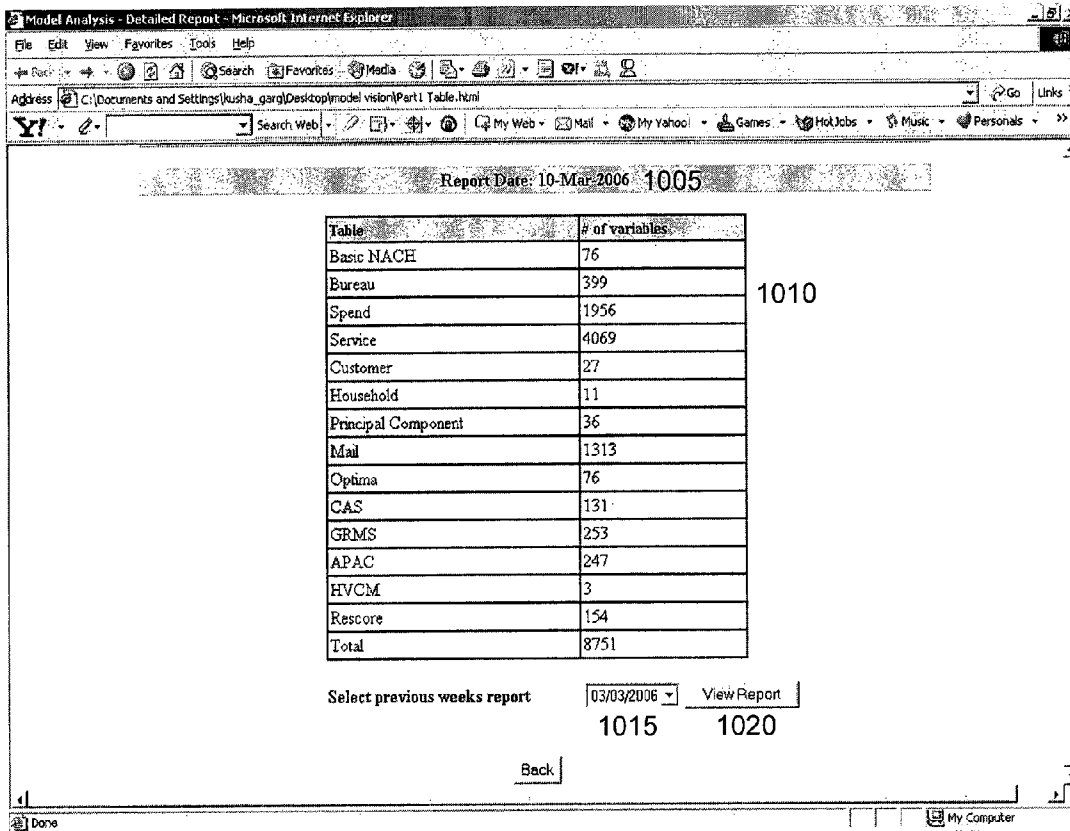 Model Analysis - Detailed Report - Microsoft Internet Explorer
File Edit View Favorites Tools Help
Back Search Favorites Media
Address C:\Documents and Settings\kusha_garg\Desktop\model vision\Part1 Table.html Go Links
Y! Search Web My Web Mail My Yahoo! Games HotJobs Music Personals »
Report Date: 10-Mar-2006 1005
Table # of variables
Basic NACH 76
Bureau 399
1010
Spend 1956
Service 4069
Customer 27
Household 11
Principal Component 36
Mail 1313
Optima 76
CAS 131
GRMS 253
APAC 247
HVCM 3
Rescore 154
Total 8751
Select previous weeks report 03/03/2006 View Report
1015 1020
Back
Done My Computer